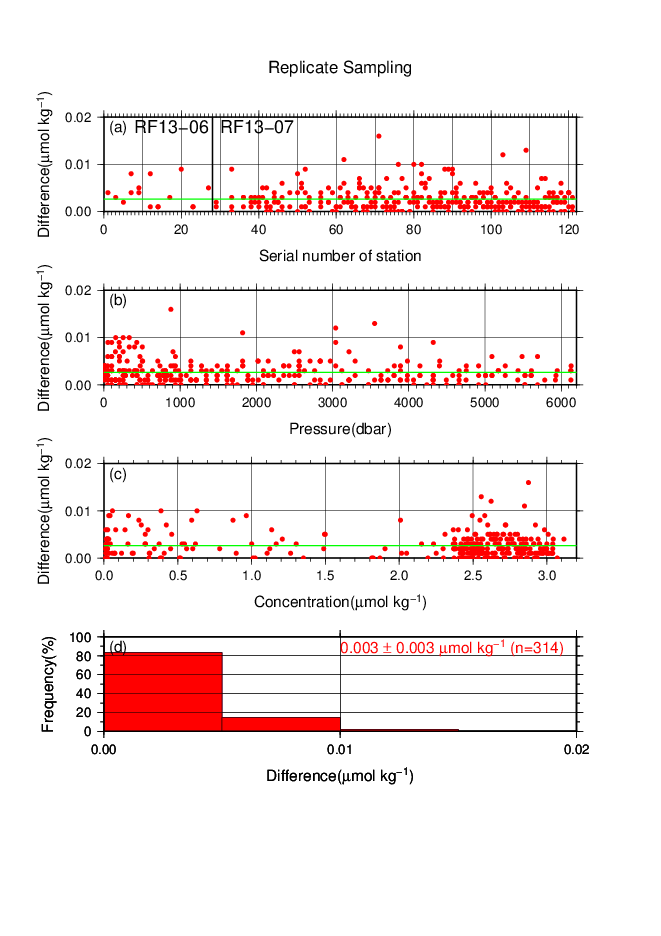 Replicate Sampling
Difference(μmol kg⁻¹)
0.02
0.01
0.00
(a) RF13−06 RF13−07
0 20 40 60 80 100 120
Serial number of station
Difference(μmol kg⁻¹)
0.02
0.01
0.00
(b)
0 1000 2000 3000 4000 5000 6000
Pressure(dbar)
Difference(μmol kg⁻¹)
0.02
0.01
0.00
(c)
0.0 0.5 1.0 1.5 2.0 2.5 3.0
Concentration(μmol kg⁻¹)
Frequency(%)
100
80
60
40
20
0
(d) 0.003 ± 0.003 μmol kg⁻¹ (n=314)
0.00 0.01 0.02
Difference(μmol kg⁻¹)